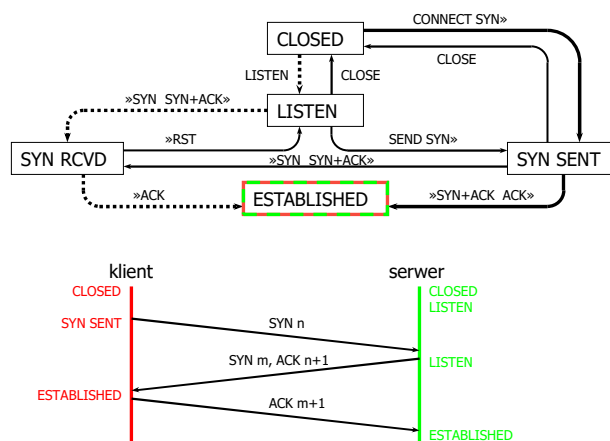 CONNECT SYN»
CLOSED
CLOSE
LISTEN
CLOSE
»SYN SYN+ACK»
LISTEN
»RST
SEND SYN»
SYN RCVD
»SYN SYN+ACK»
SYN SENT
»ACK
ESTABLISHED
»SYN+ACK ACK»
klient
serwer
CLOSED
CLOSED
LISTEN
SYN SENT
SYN n
SYN m, ACK n+1
LISTEN
ESTABLISHED
ACK m+1
ESTABLISHED